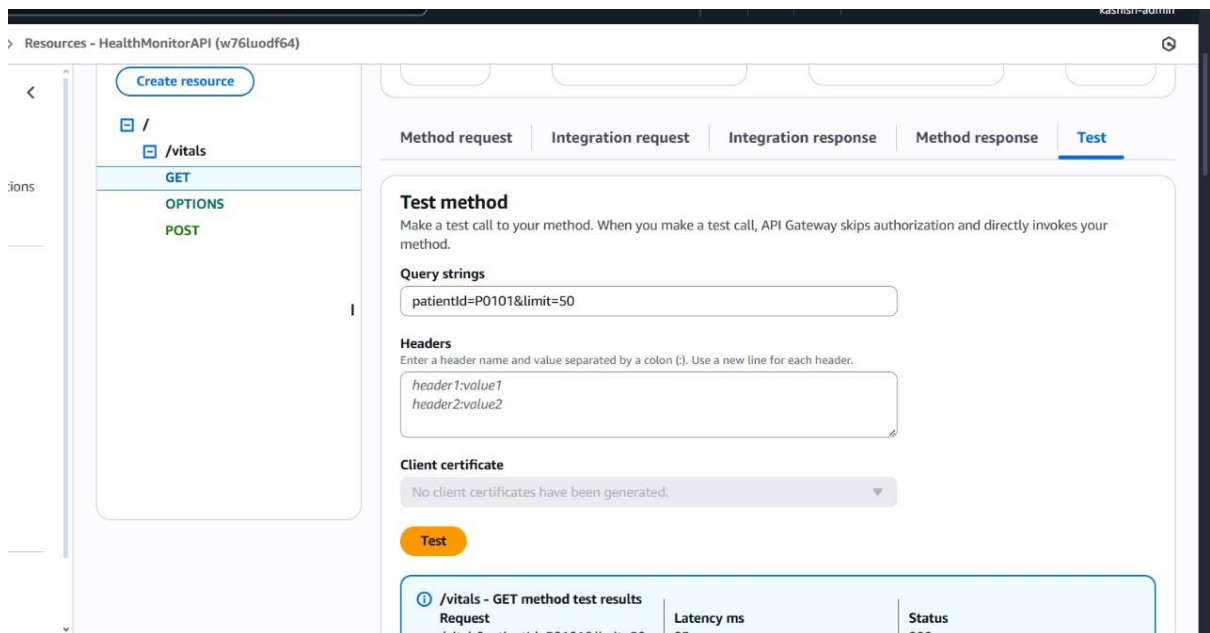 kashish-admin
Resources - HealthMonitorAPI (w76luodf64)
Create resource
/
/vitals
GET
OPTIONS
POST
tions
Method request
Integration request
Integration response
Method response
Test
Test method
Make a test call to your method. When you make a test call, API Gateway skips authorization and directly invokes your
method.
Query strings
patientId=P0101&limit=50
Headers
Enter a header name and value separated by a colon (:). Use a new line for each header.
header1:value1
header2:value2
Client certificate
No client certificates have been generated.
Test
/vitals - GET method test results
Request
Latency ms
Status